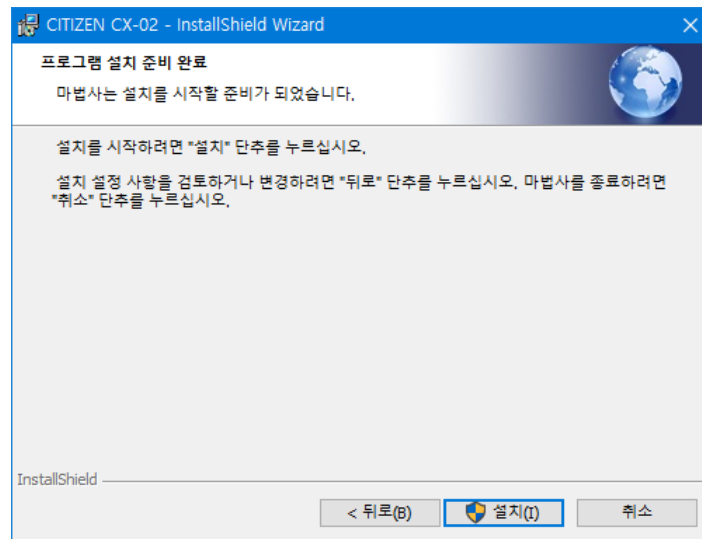 CITIZEN CX-02 - InstallShield Wizard
프로그램 설치 준비 완료
마법사는 설치를 시작할 준비가 되었습니다.
설치를 시작하려면 "설치" 단추를 누르십시오.
설치 설정 사항을 검토하거나 변경하려면 "뒤로" 단추를 누르십시오. 마법사를 종료하려면
"취소" 단추를 누르십시오.
InstallShield
< 뒤로(B) 설치(I) 취소